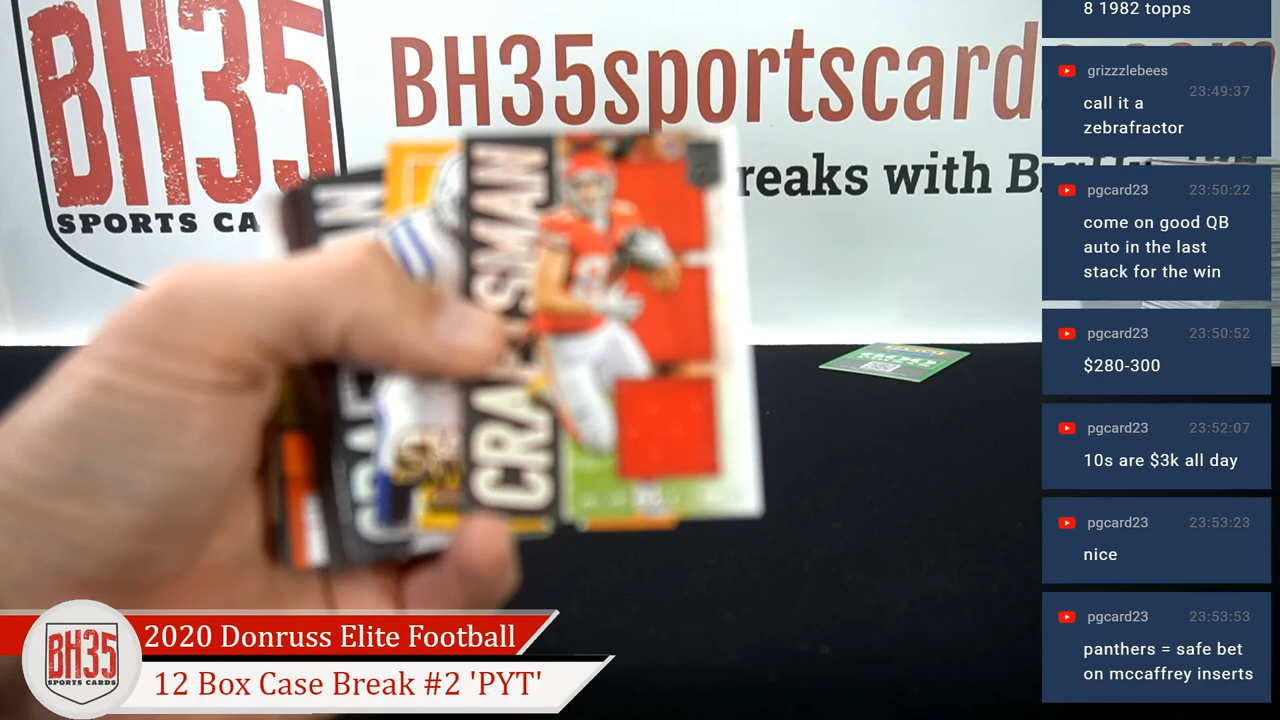 BH35
SPORTS CA
BH35sportscard
reaks with B
CRAFTSMAN
8 1982 topps
grizzzlebees
23:49:37
call it a
zebrafractor
pgcard23
23:50:22
come on good QB
auto in the last
stack for the win
pgcard23
23:50:52
$280-300
pgcard23
23:52:07
10s are $3k all day
pgcard23
23:53:23
nice
pgcard23
23:53:53
panthers = safe bet
on mccaffrey inserts
BH35
SPORTS CARDS
2020 Donruss Elite Football
12 Box Case Break #2 'PYT'